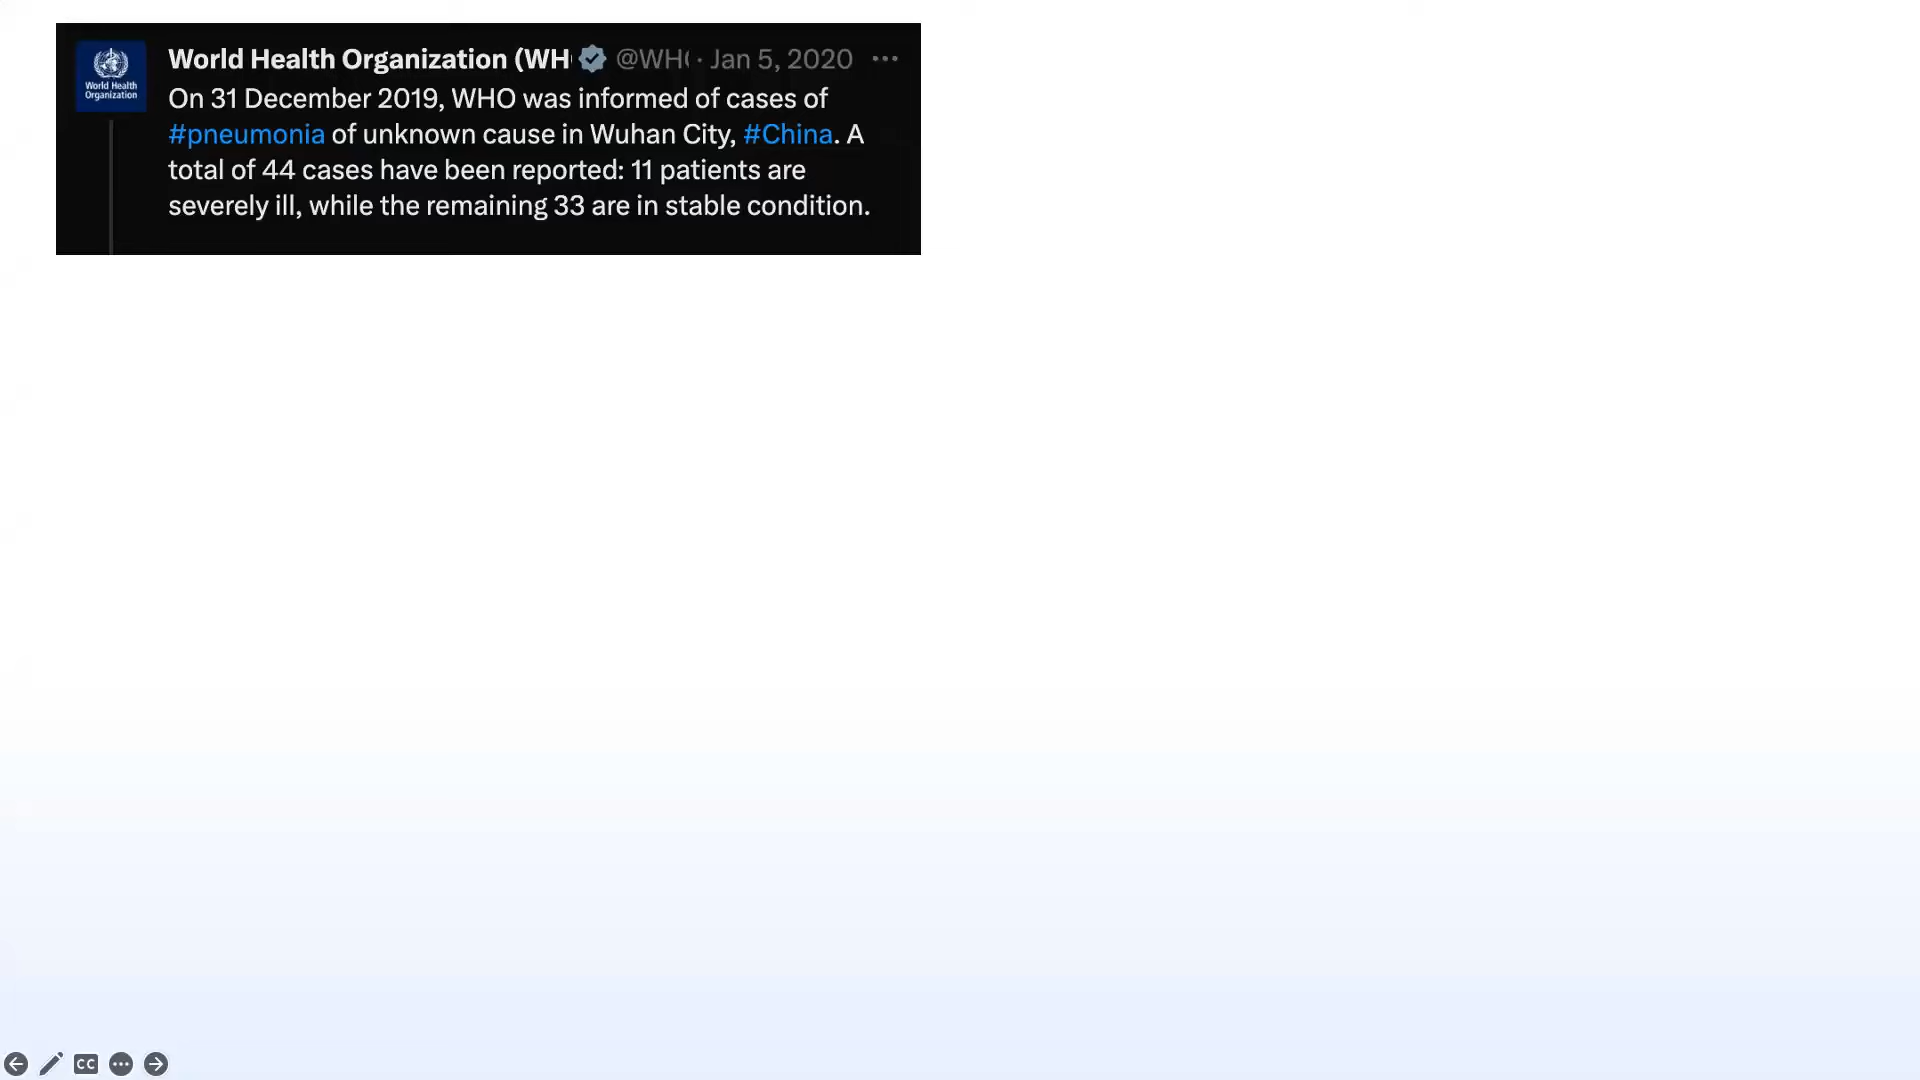 World Health Organization (WH @WH · Jan 5, 2020 ···
World Health
Organization
On 31 December 2019, WHO was informed of cases of
#pneumonia of unknown cause in Wuhan City, #China. A
total of 44 cases have been reported: 11 patients are
severely ill, while the remaining 33 are in stable condition.
CC